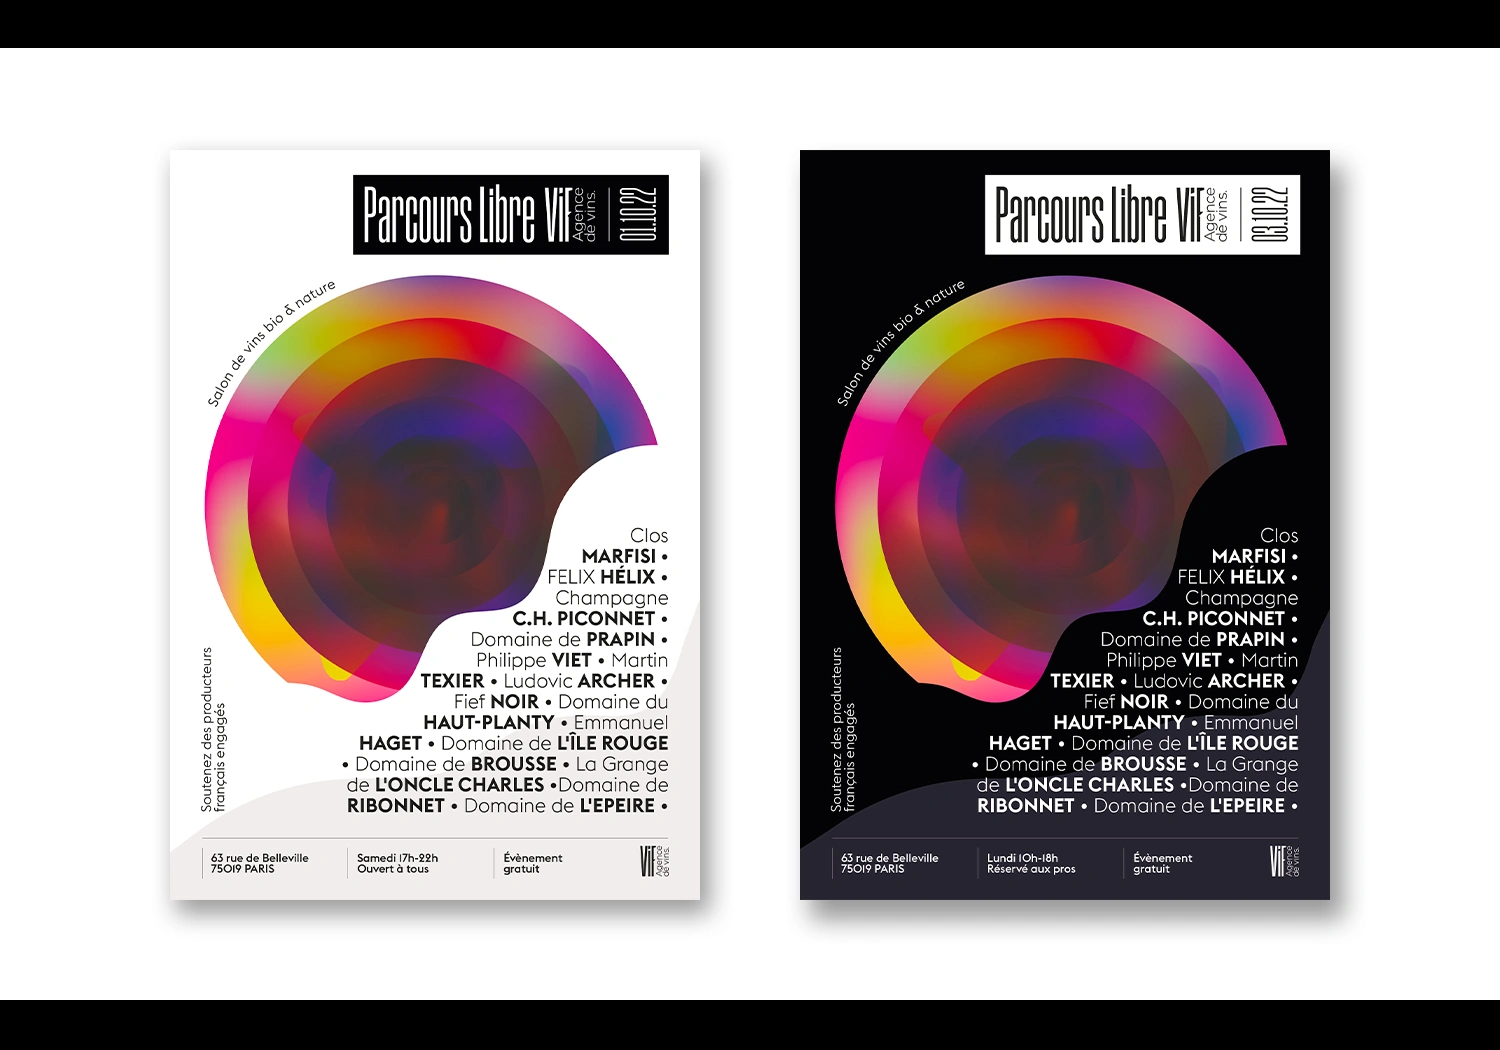 Parcours Libre Vif Agence
de vins. 01.10.22
Salon de vins bio & nature
Clos
MARFISI •
FELIX HÉLIX •
Champagne
C.H. PICONNET •
Domaine de PRAPIN •
Philippe VIET • Martin
TEXIER • Ludovic ARCHER •
Fief NOIR • Domaine du
HAUT-PLANTY • Emmanuel
HAGET • Domaine de L'ÎLE ROUGE
• Domaine de BROUSSE • La Grange
de L'ONCLE CHARLES •Domaine de
RIBONNET • Domaine de L'EPEIRE •
Soutenez des producteurs
français engagés
63 rue de Belleville
75019 PARIS
Samedi 17h-22h
Ouvert à tous
Évènement
gratuit
Vif Agence
de vins.
Parcours Libre Vif Agence
de vins. 03.10.22
Salon de vins bio & nature
Clos
MARFISI •
FELIX HÉLIX •
Champagne
C.H. PICONNET •
Domaine de PRAPIN •
Philippe VIET • Martin
TEXIER • Ludovic ARCHER •
Fief NOIR • Domaine du
HAUT-PLANTY • Emmanuel
HAGET • Domaine de L'ÎLE ROUGE
• Domaine de BROUSSE • La Grange
de L'ONCLE CHARLES •Domaine de
RIBONNET • Domaine de L'EPEIRE •
Soutenez des producteurs
français engagés
63 rue de Belleville
75019 PARIS
Lundi 10h-18h
Réservé aux pros
Évènement
gratuit
Vif Agence
de vins.